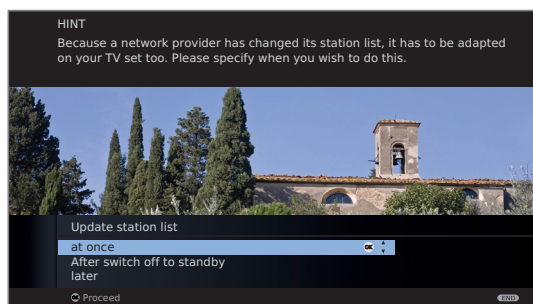 HINT
Because a network provider has changed its station list, it has to be adapted
on your TV set too. Please specify when you wish to do this.
Update station list
at once OK
After switch off to standby
later
OK Proceed END